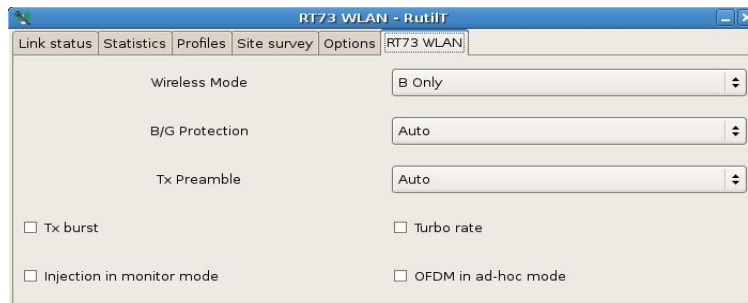 RT73 WLAN - RutilT
Link status Statistics Profiles Site survey Options RT73 WLAN
Wireless Mode B Only
B/G Protection Auto
Tx Preamble Auto
Tx burst Turbo rate
Injection in monitor mode OFDM in ad-hoc mode